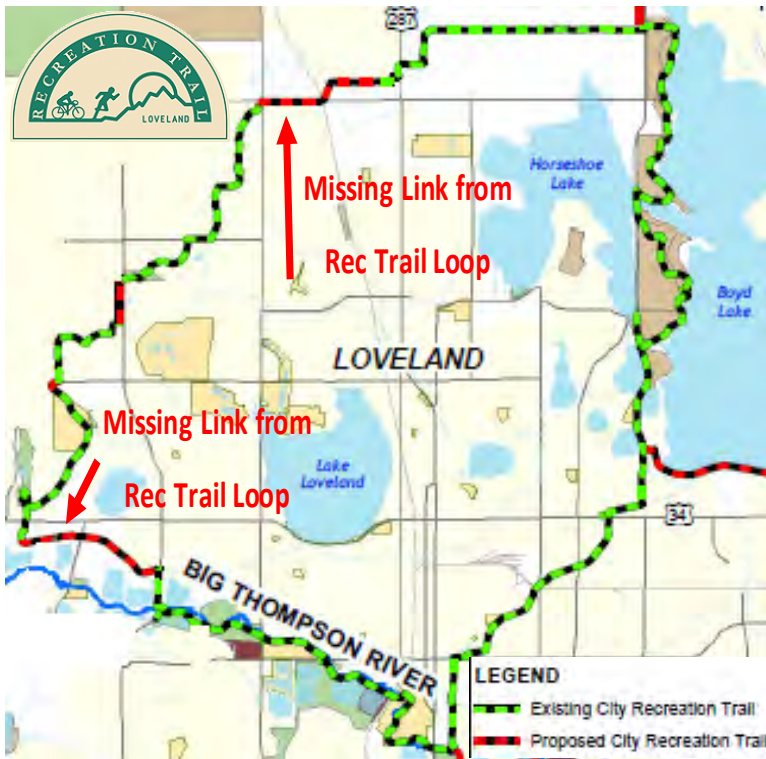 287
RECREATION TRAIL
LOVELAND
Horseshoe
Lake
Missing Link from
Rec Trail Loop
Boyd
Lake
LOVELAND
Missing Link from
Rec Trail Loop
Lake
Loveland
34
BIG THOMPSON RIVER
LEGEND
Existing City Recreation Trail
Proposed City Recreation Trail